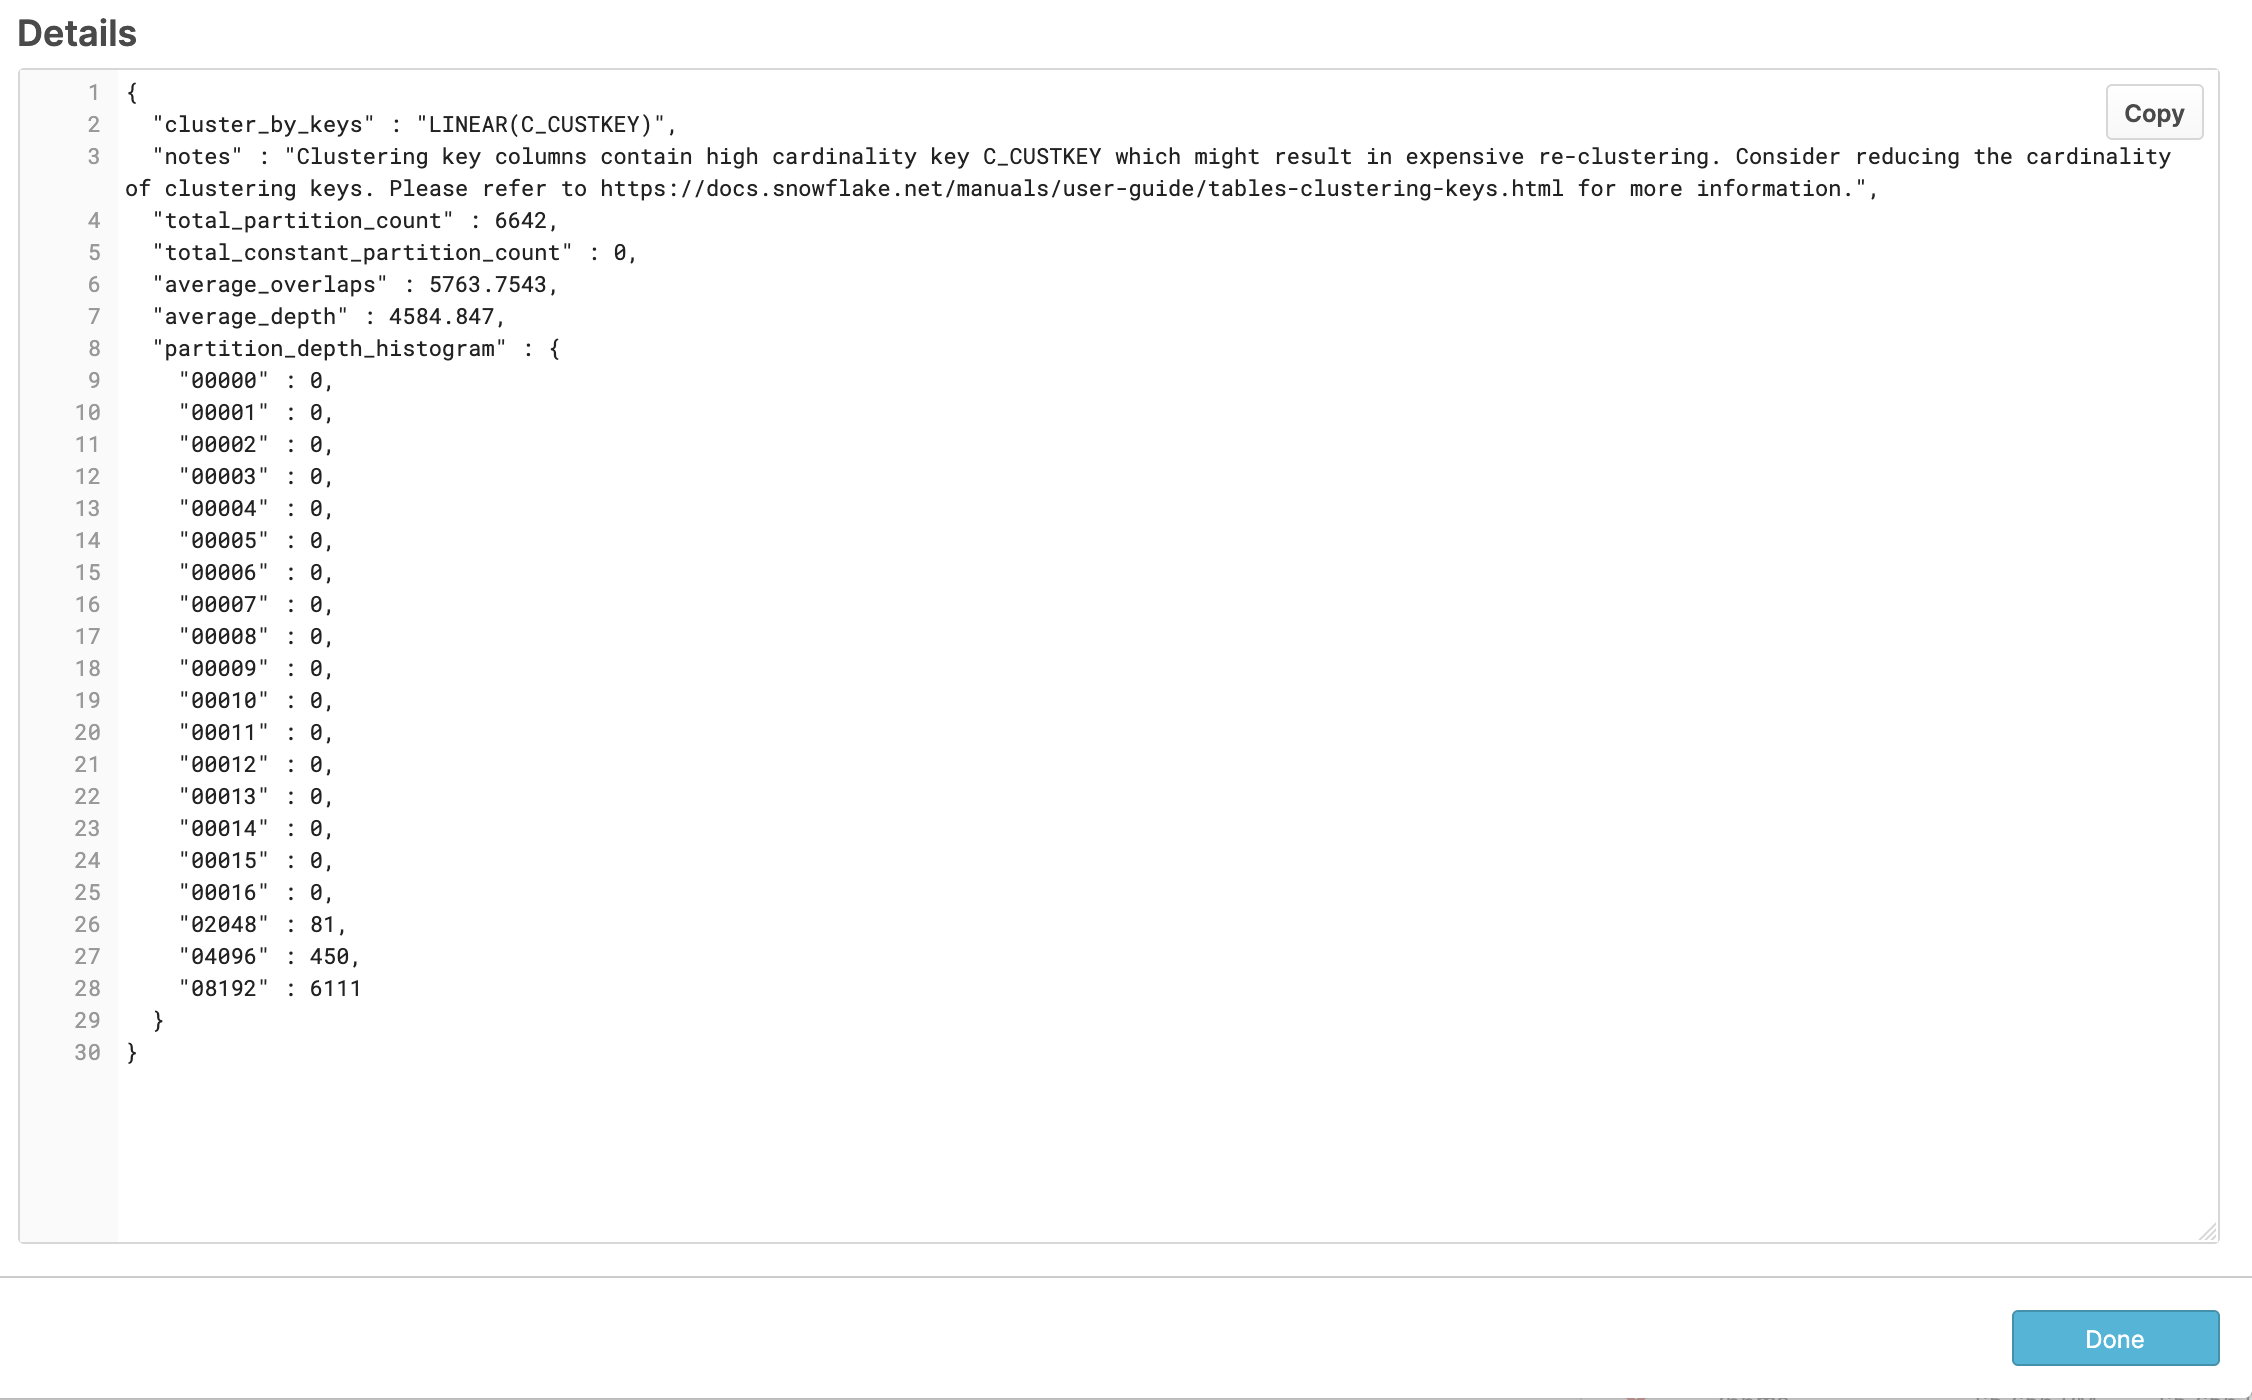 Details
Copy
1 {
2   "cluster_by_keys" : "LINEAR(C_CUSTKEY)",
3   "notes" : "Clustering key columns contain high cardinality key C_CUSTKEY which might result in expensive re-clustering. Consider reducing the cardinality
of clustering keys. Please refer to https://docs.snowflake.net/manuals/user-guide/tables-clustering-keys.html for more information.",
4   "total_partition_count" : 6642,
5   "total_constant_partition_count" : 0,
6   "average_overlaps" : 5763.7543,
7   "average_depth" : 4584.847,
8   "partition_depth_histogram" : {
9     "00000" : 0,
10     "00001" : 0,
11     "00002" : 0,
12     "00003" : 0,
13     "00004" : 0,
14     "00005" : 0,
15     "00006" : 0,
16     "00007" : 0,
17     "00008" : 0,
18     "00009" : 0,
19     "00010" : 0,
20     "00011" : 0,
21     "00012" : 0,
22     "00013" : 0,
23     "00014" : 0,
24     "00015" : 0,
25     "00016" : 0,
26     "02048" : 81,
27     "04096" : 450,
28     "08192" : 6111
29   }
30 }
Done